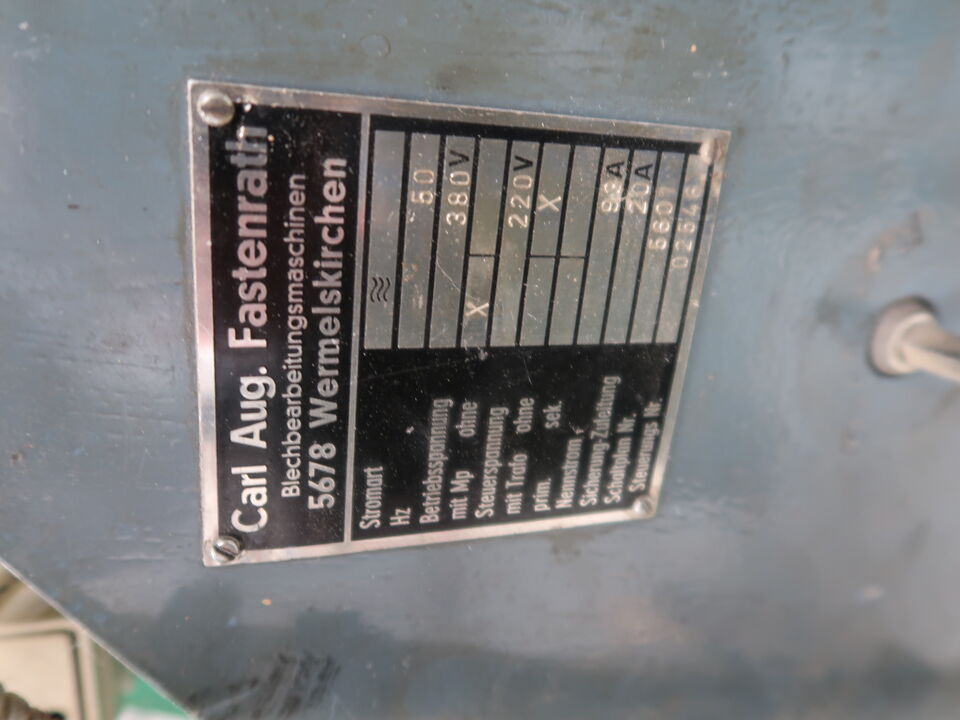 Carl Aug. Fastenrath
Blechbearbeitungsmaschinen
5678 Wermelskirchen
Stromart
Hz 50
Betriebsspannung 380V
mit Mp ohne X
Steuerspannung 220V
mit Trafo ohne X
prim. sek.
Nennstrom A
Sicherung-Zuleitung 20A
Schaltplan Nr. 5607
Steuerungs Nr.